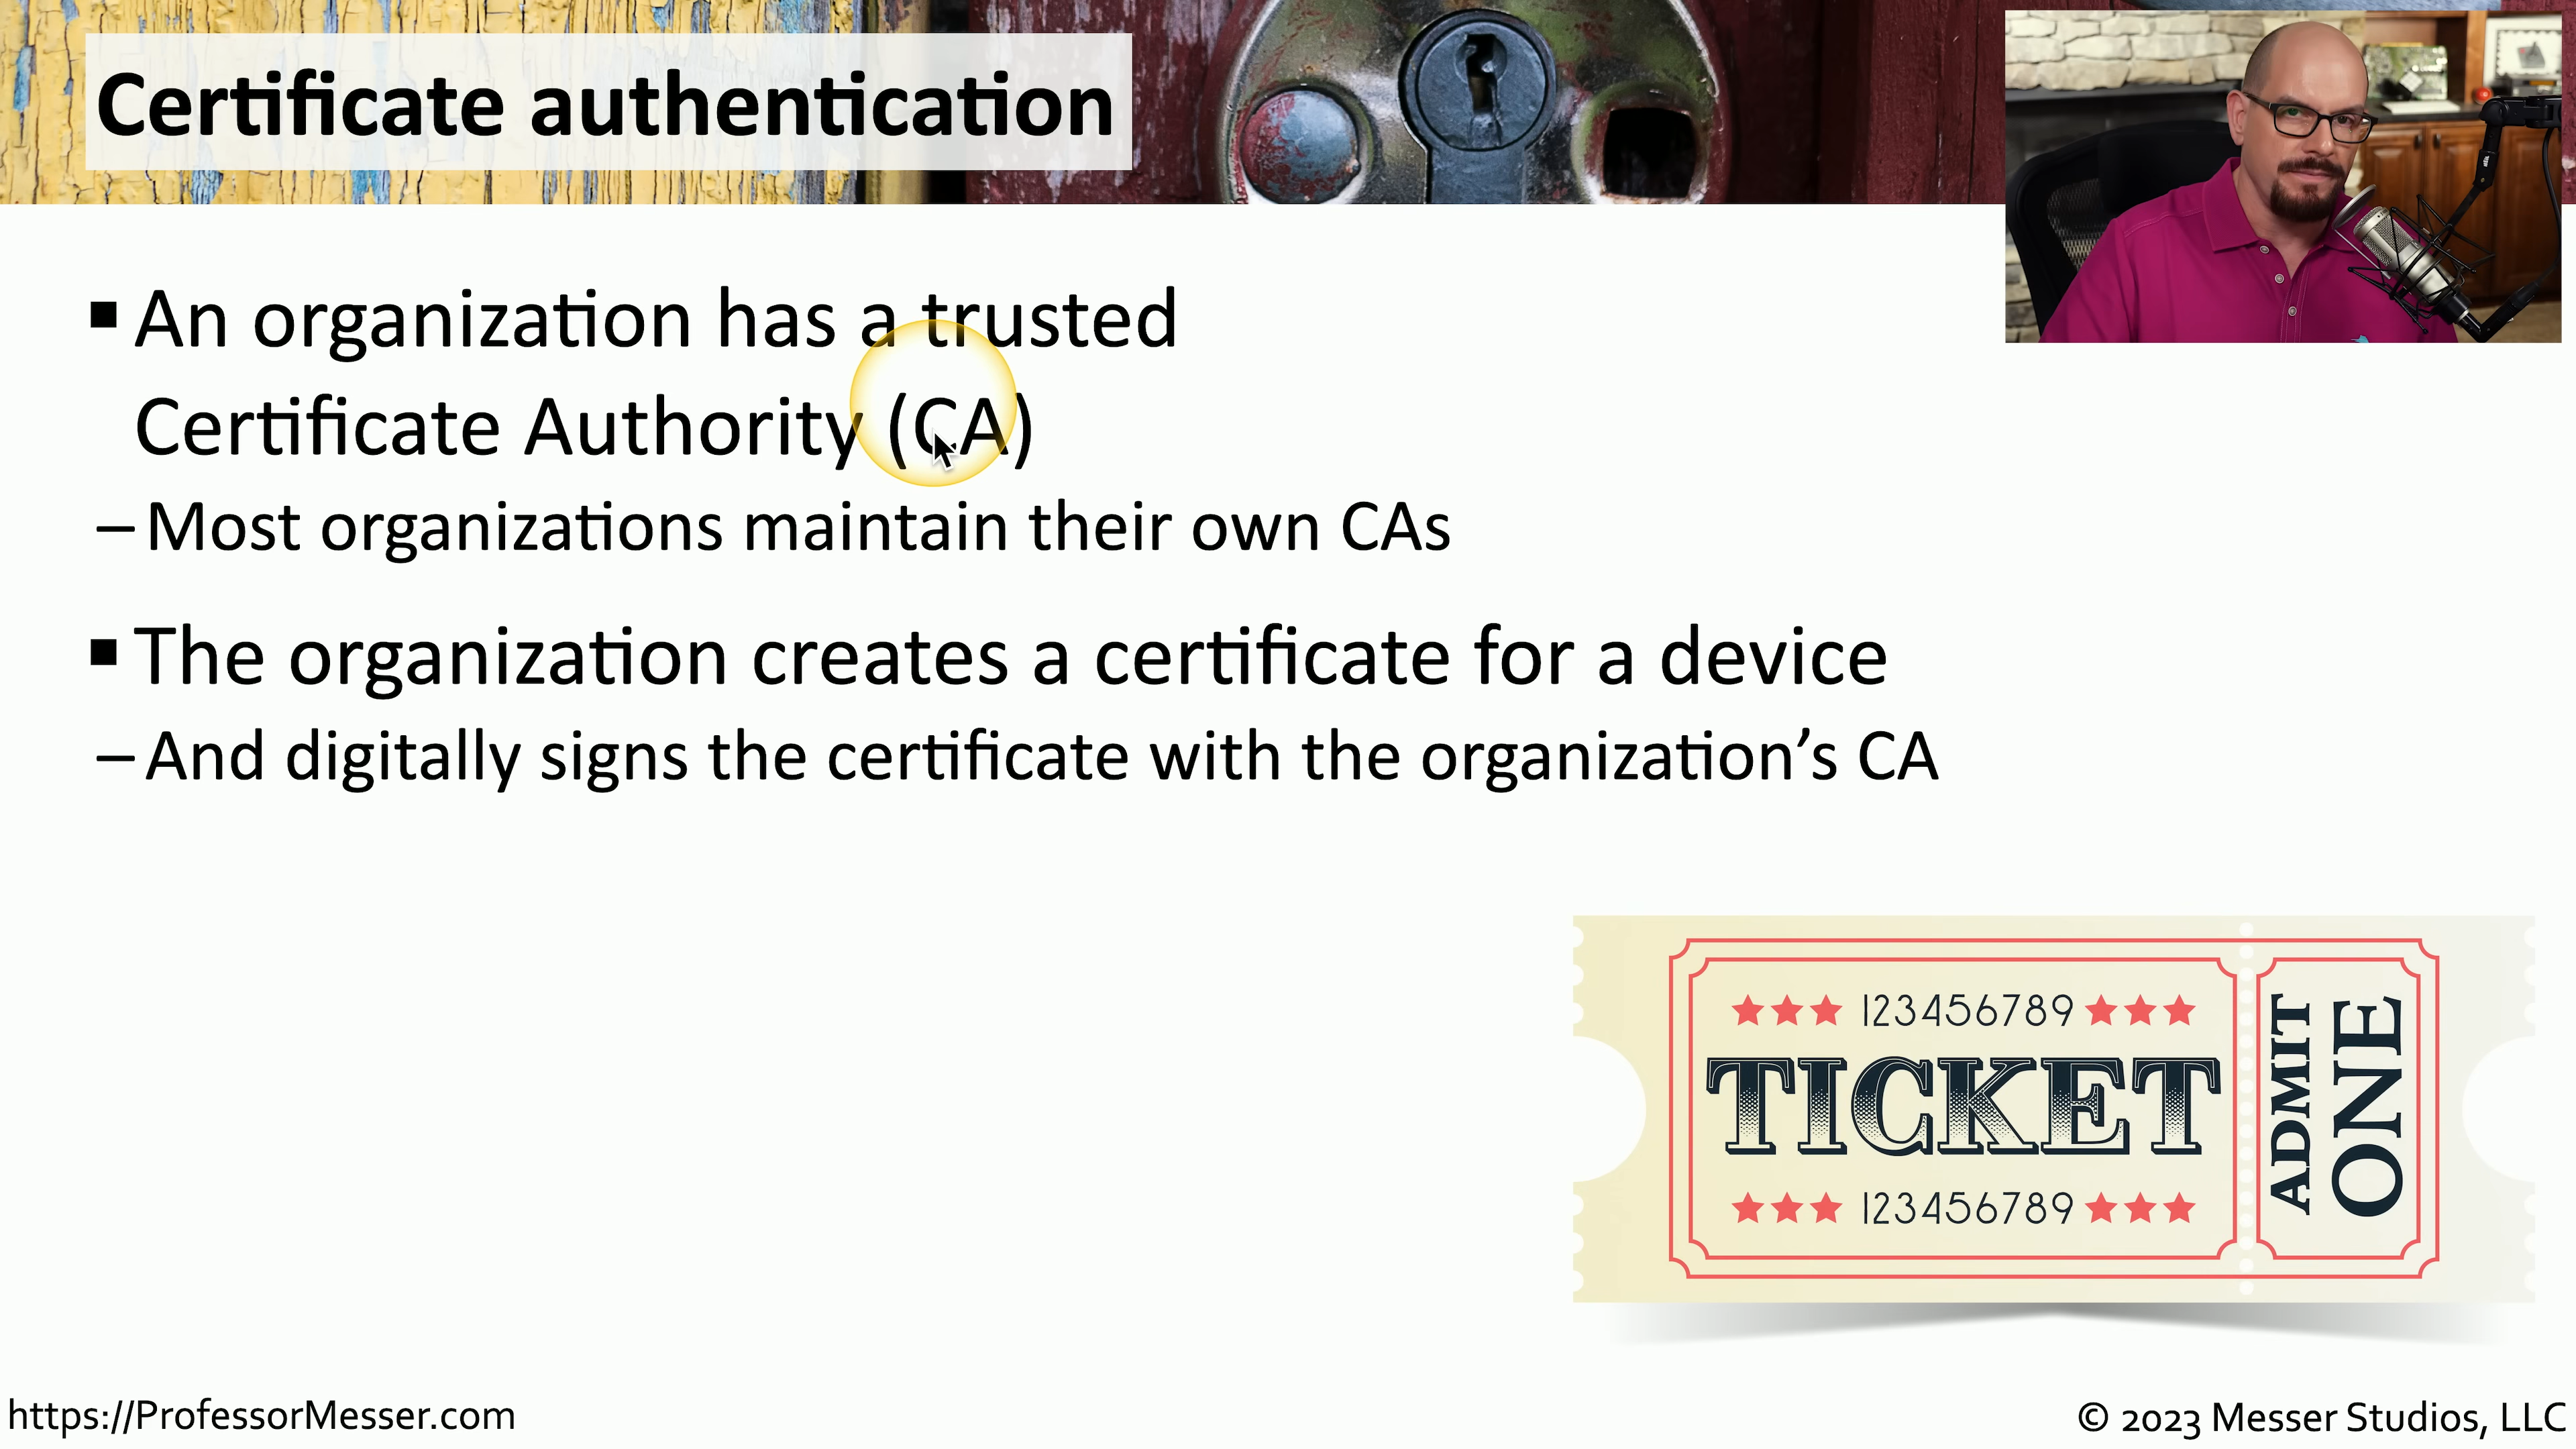 Certificate authentication
▪ An organization has a trusted
Certificate Authority (CA)
– Most organizations maintain their own CAs
▪ The organization creates a certificate for a device
– And digitally signs the certificate with the organization’s CA
★★★ 123456789 ★★★
TICKET
★★★ 123456789 ★★★
ADMIT
ONE
https://ProfessorMesser.com
© 2023 Messer Studios, LLC